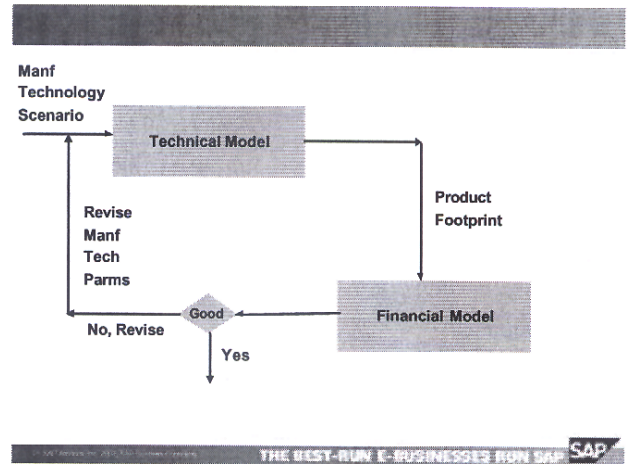 Manf
Technology
Scenario
Technical Model
Product
Footprint
Revise
Manf
Tech
Parms
Good
Financial Model
No, Revise
Yes
THE BEST-RUN E-BUSINESSES RUN SAP
SAP